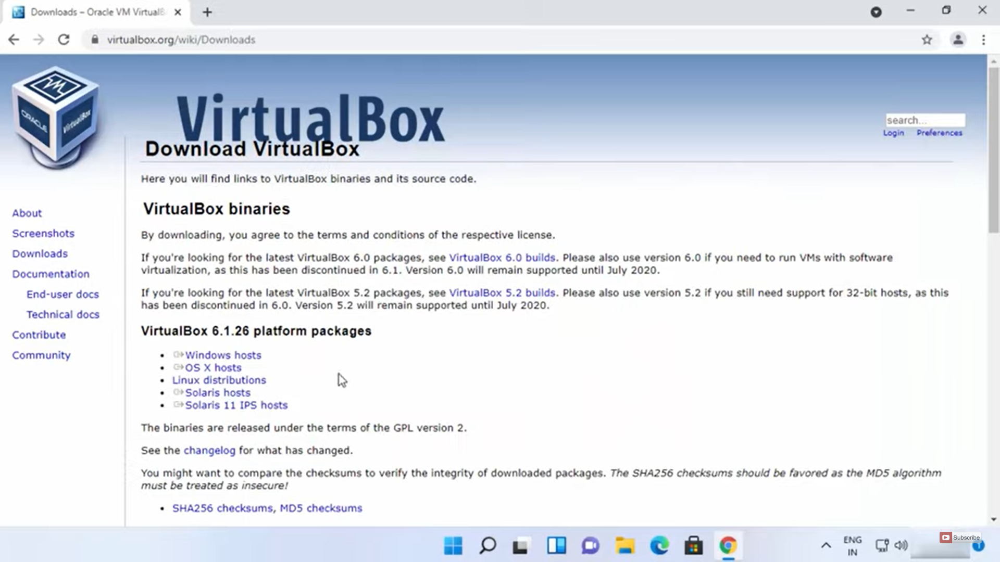 Downloads – Oracle VM VirtualB
virtualbox.org/wiki/Downloads
ORACLE
VirtualBox
VirtualBox
search...
Login Preferences
Download VirtualBox
Here you will find links to VirtualBox binaries and its source code.
VirtualBox binaries
By downloading, you agree to the terms and conditions of the respective license.
If you're looking for the latest VirtualBox 6.0 packages, see VirtualBox 6.0 builds. Please also use version 6.0 if you need to run VMs with software
virtualization, as this has been discontinued in 6.1. Version 6.0 will remain supported until July 2020.
If you're looking for the latest VirtualBox 5.2 packages, see VirtualBox 5.2 builds. Please also use version 5.2 if you still need support for 32-bit hosts, as this
has been discontinued in 6.0. Version 5.2 will remain supported until July 2020.
VirtualBox 6.1.26 platform packages
• Windows hosts
• OS X hosts
• Linux distributions
• Solaris hosts
• Solaris 11 IPS hosts
The binaries are released under the terms of the GPL version 2.
See the changelog for what has changed.
You might want to compare the checksums to verify the integrity of downloaded packages. The SHA256 checksums should be favored as the MD5 algorithm
must be treated as insecure!
• SHA256 checksums, MD5 checksums
About
Screenshots
Downloads
Documentation
End-user docs
Technical docs
Contribute
Community
ENG
IN
Subscribe
1